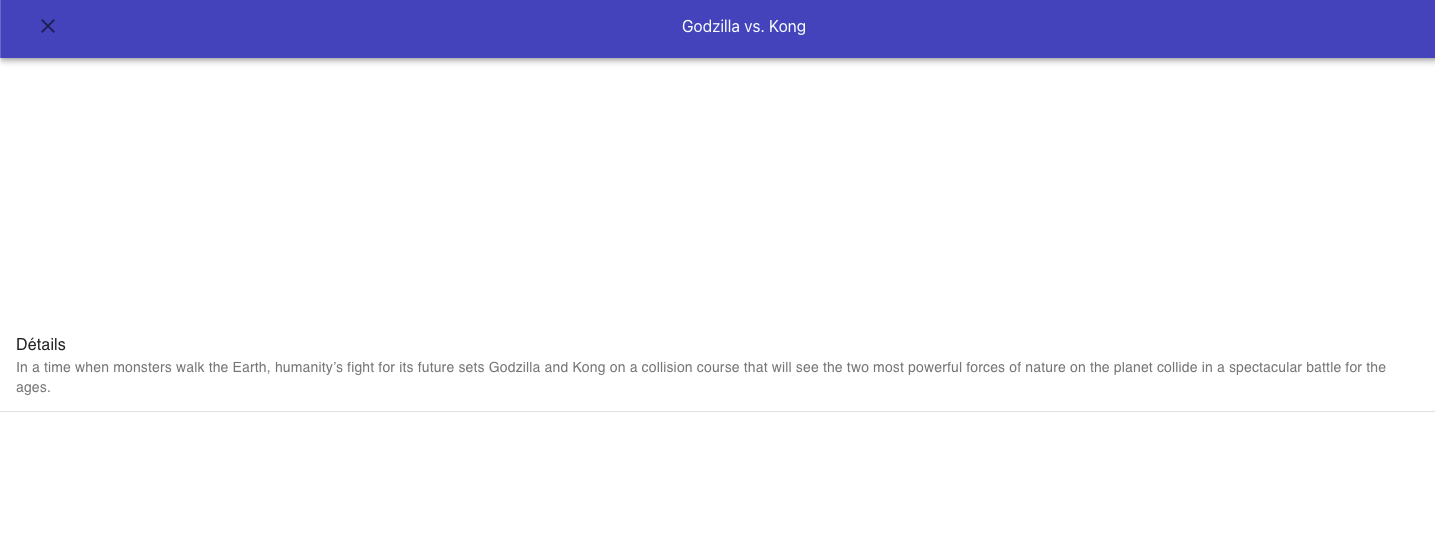 Godzilla vs. Kong
Détails
In a time when monsters walk the Earth, humanity’s fight for its future sets Godzilla and Kong on a collision course that will see the two most powerful forces of nature on the planet collide in a spectacular battle for the
ages.